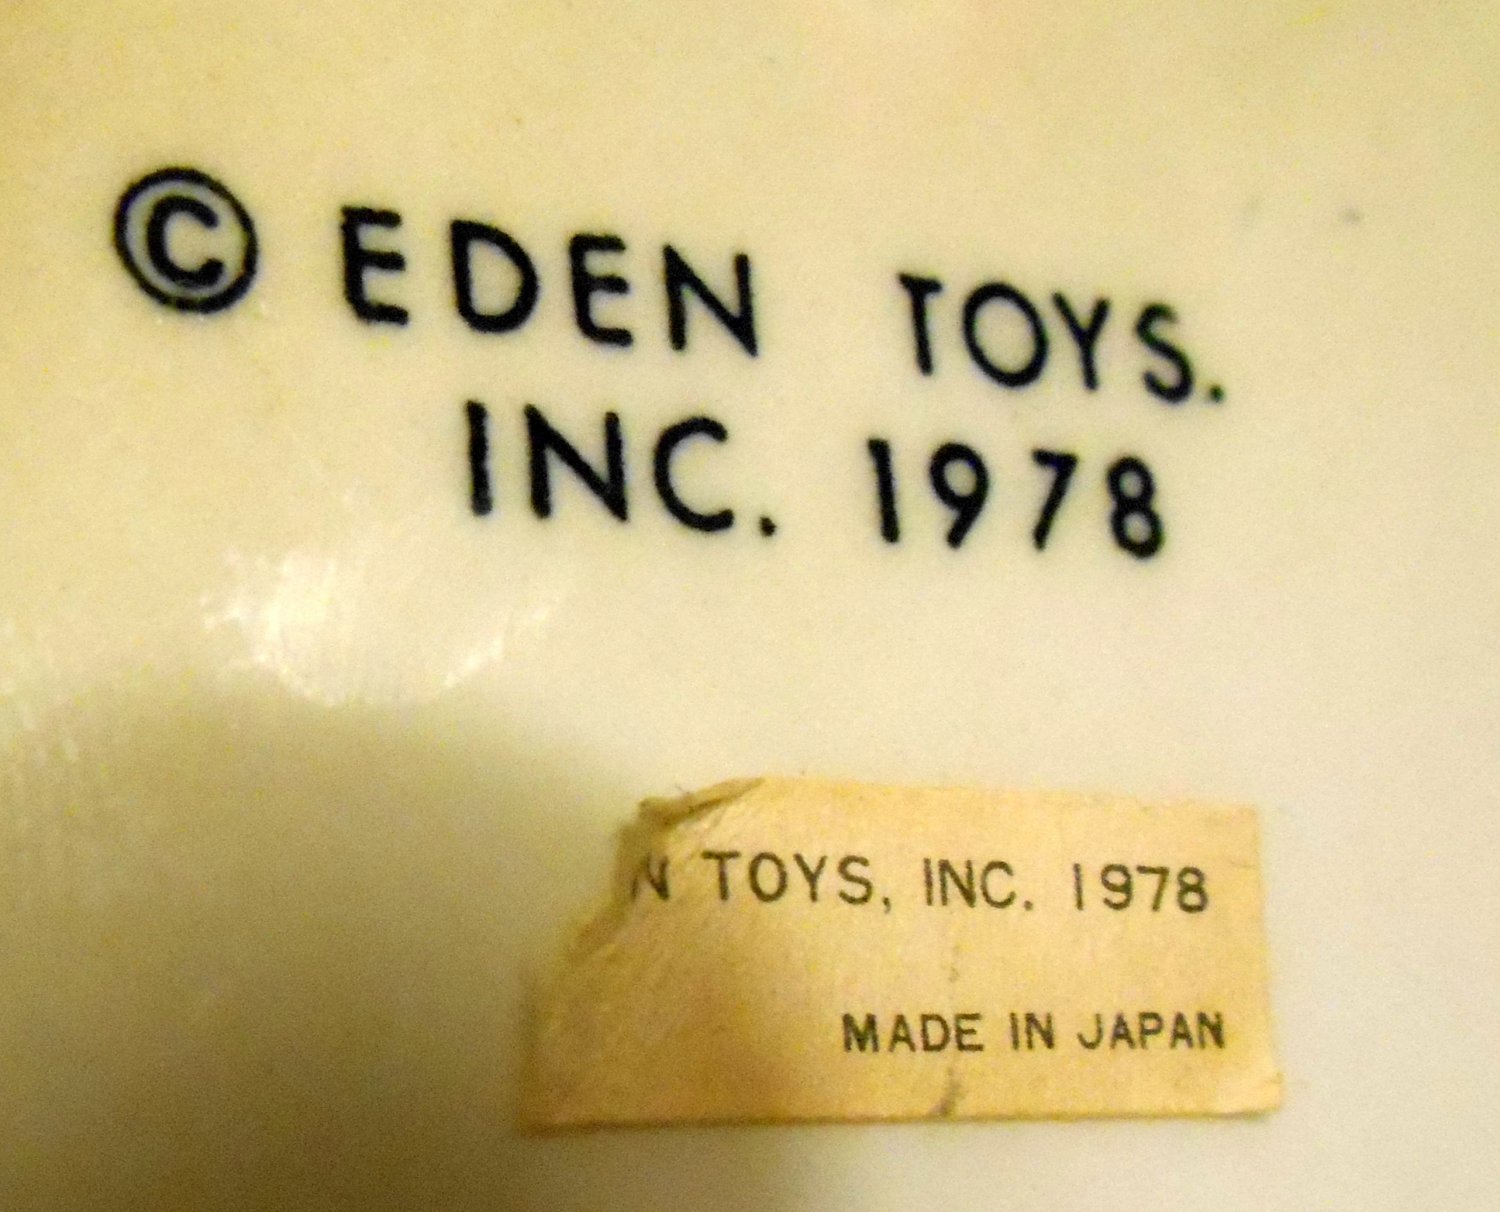 © EDEN TOYS.
INC. 1978
N TOYS, INC. 1978
MADE IN JAPAN